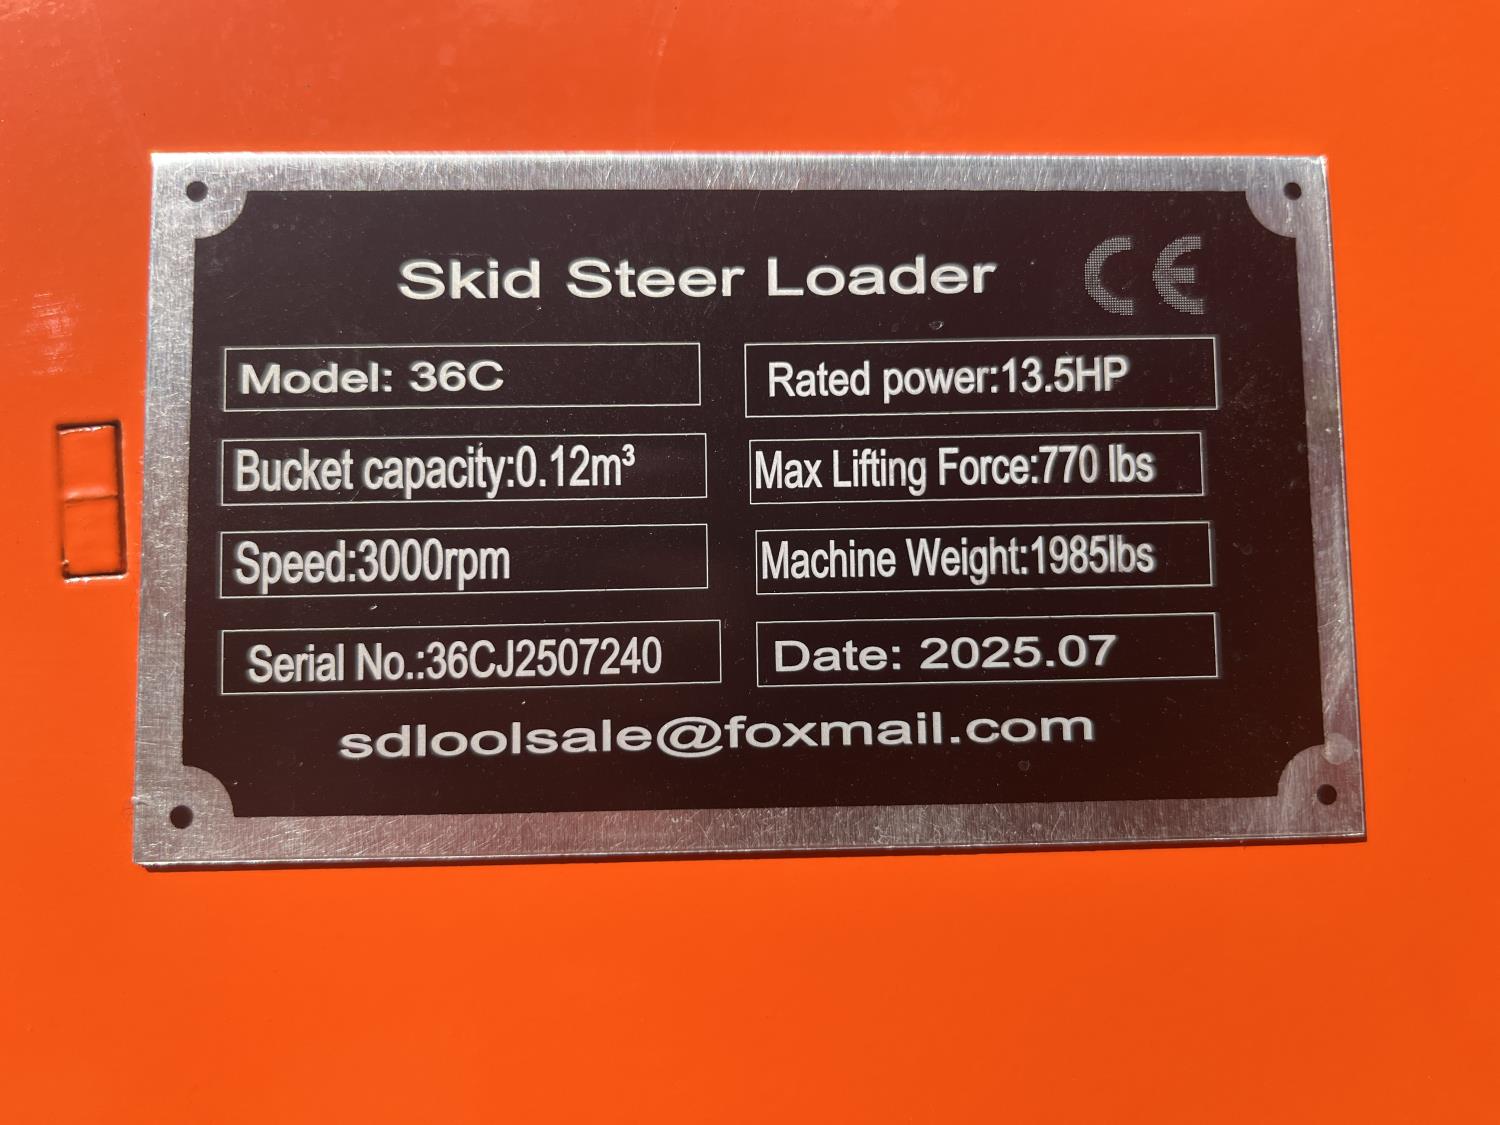 Skid Steer Loader CE
Model: 36C
Rated power:13.5HP
Bucket capacity:0.12m³
Max Lifting Force:770 lbs
Speed:3000rpm
Machine Weight:1985lbs
Serial No.:36CJ2507240
Date: 2025.07
sdloolsale@foxmail.com